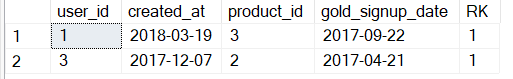 user_id created_at product_id gold_signup_date RK
1 1 2018-03-19 3 2017-09-22 1
2 3 2017-12-07 2 2017-04-21 1